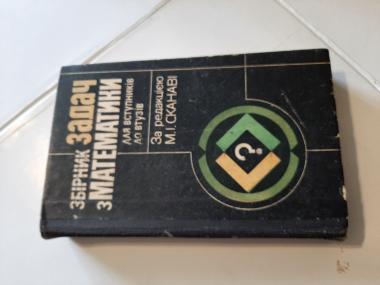 ЗБІРНИК ЗАДАЧ
З МАТЕМАТИКИ
ДЛЯ ВСТУПНИКІВ
ДО ВТУЗІВ
За редакцією
М.І.СКАНАВІ
?